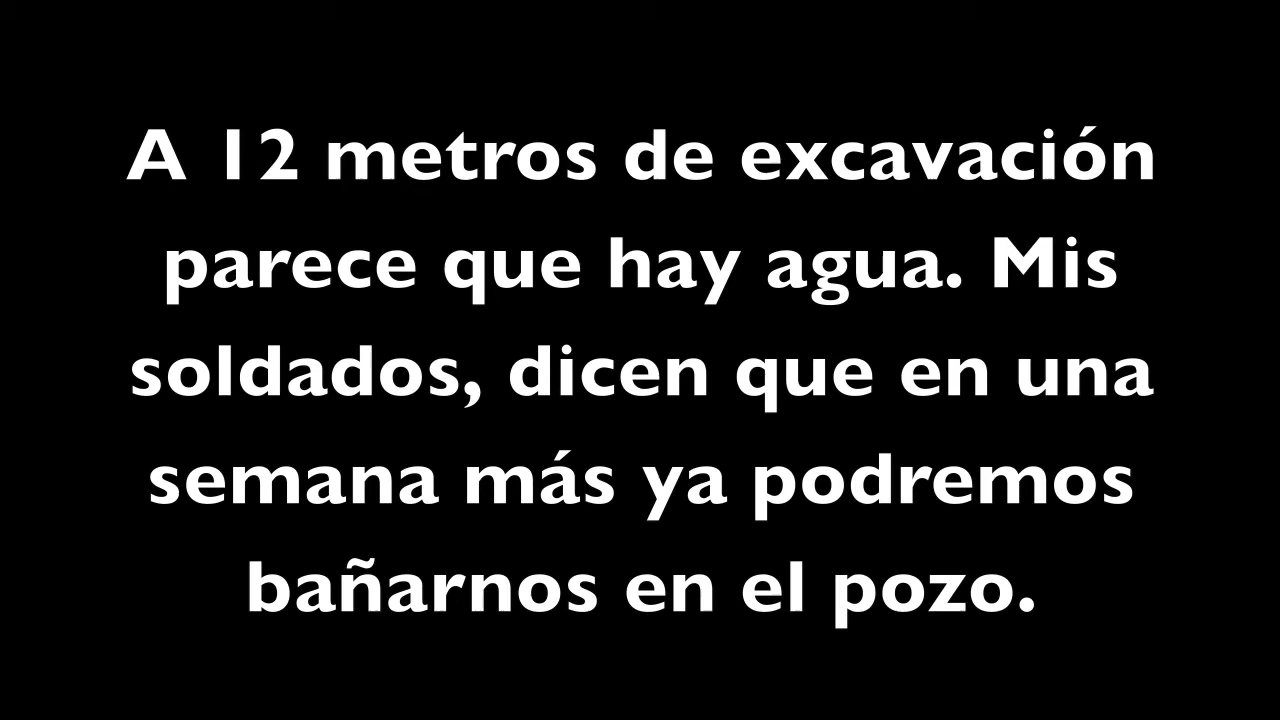 A 12 metros de excavación
parece que hay agua. Mis
soldados, dicen que en una
semana más ya podremos
bañarnos en el pozo.